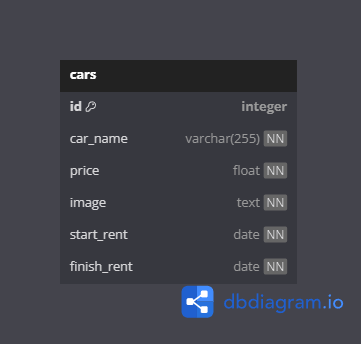 cars
id integer
car_name varchar(255) NN
price float NN
image text NN
start_rent date NN
finish_rent date NN
dbdiagram.io